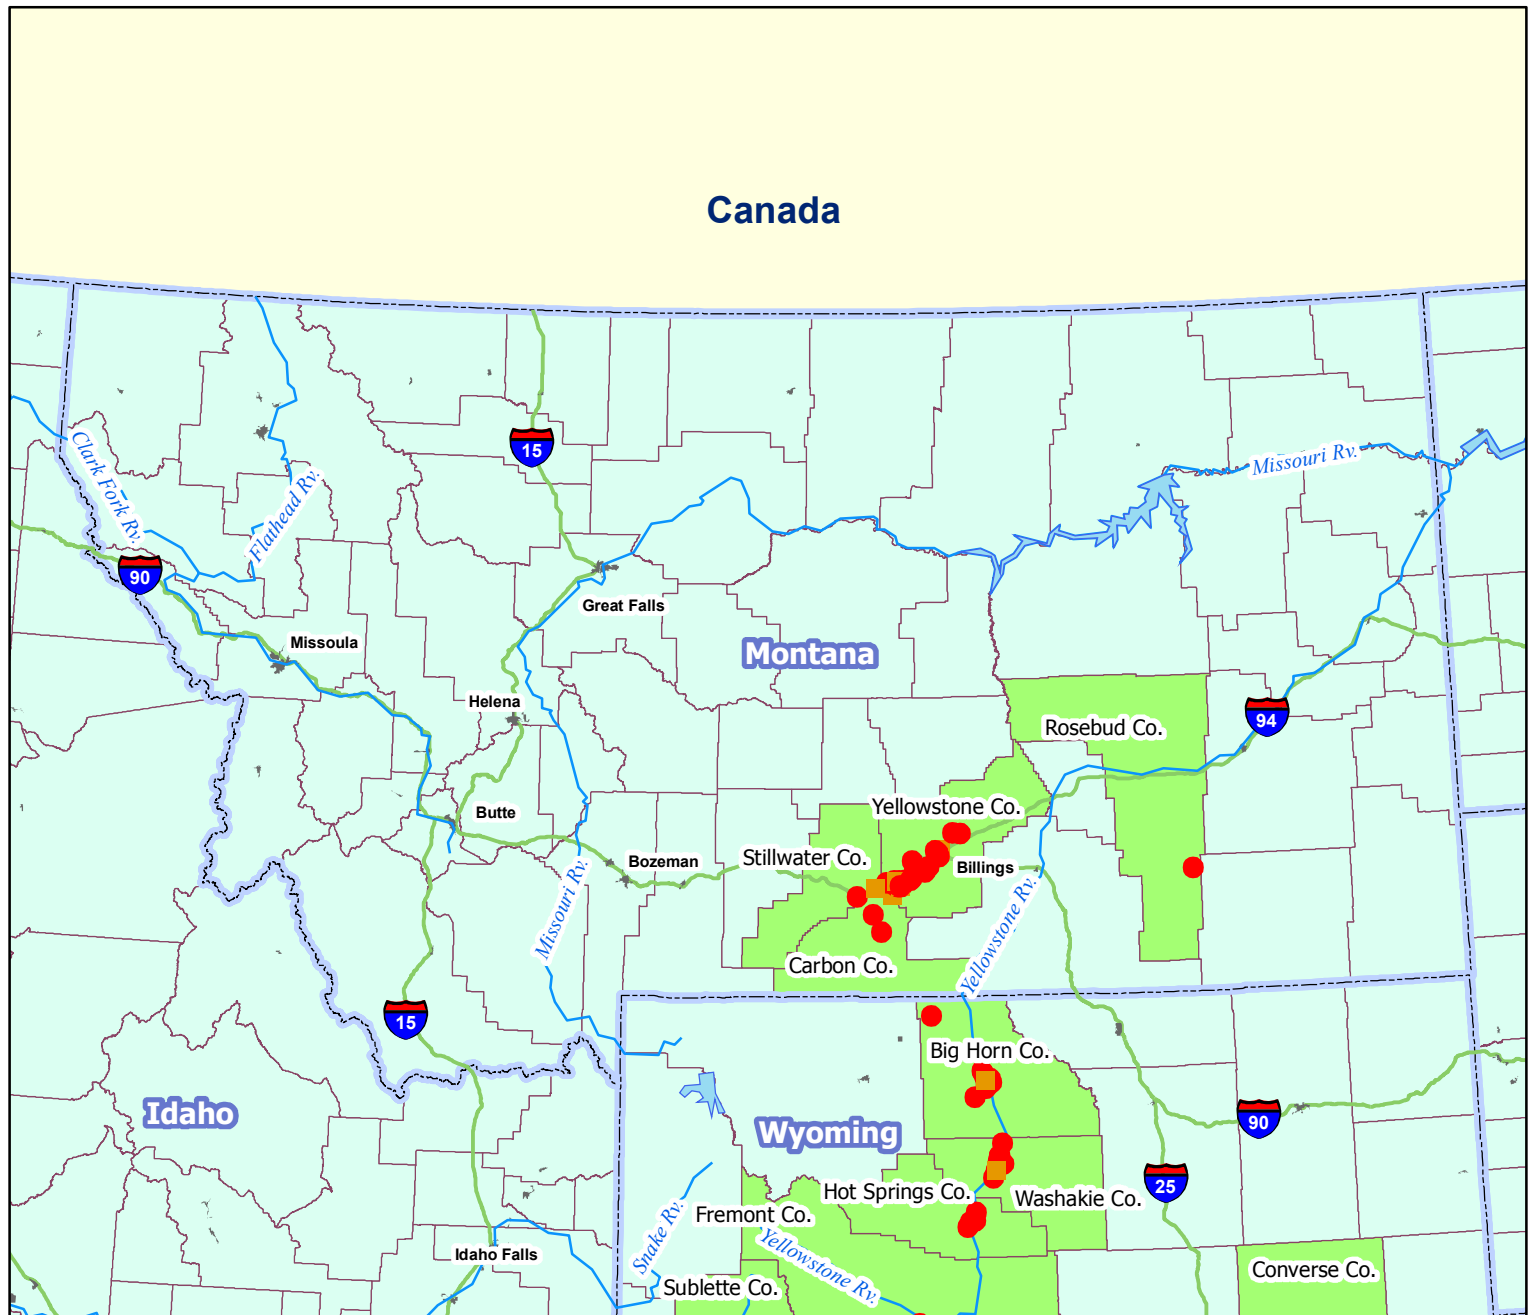 Canada
15
Clark Fork Rv.
Flathead Rv.
Missouri Rv.
90
Great Falls
Missoula
Montana
Helena
Rosebud Co.
94
Yellowstone Co.
Butte
Stillwater Co.
Bozeman
Billings
Missouri Rv.
Yellowstone Rv.
Carbon Co.
15
Big Horn Co.
Idaho
Wyoming
90
25
Hot Springs Co.
Washakie Co.
Fremont Co.
Snake Rv.
Yellowstone Rv.
Idaho Falls
Converse Co.
Sublette Co.